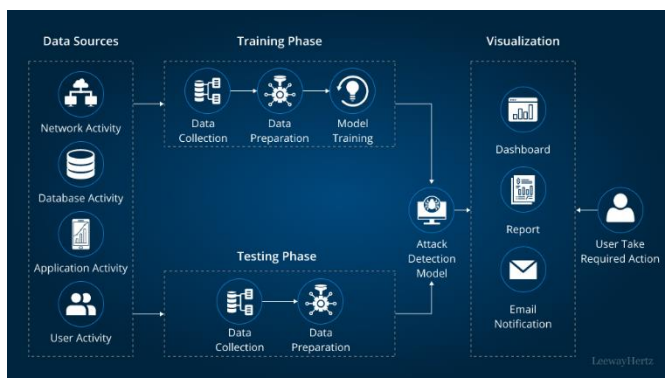 Data Sources
Training Phase
Visualization
Network Activity
Database Activity
Application Activity
User Activity
Data
Collection
Data
Preparation
Model
Training
Testing Phase
Data
Collection
Data
Preparation
Attack
Detection
Model
Dashboard
Report
Email
Notification
User Take
Required Action
LeewayHertz